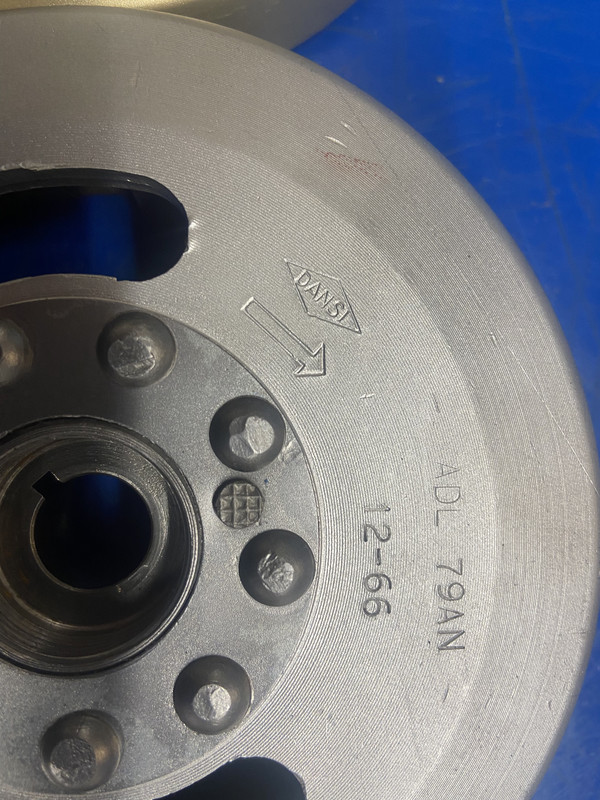 DANSI
- ADL 79AN -
12-66